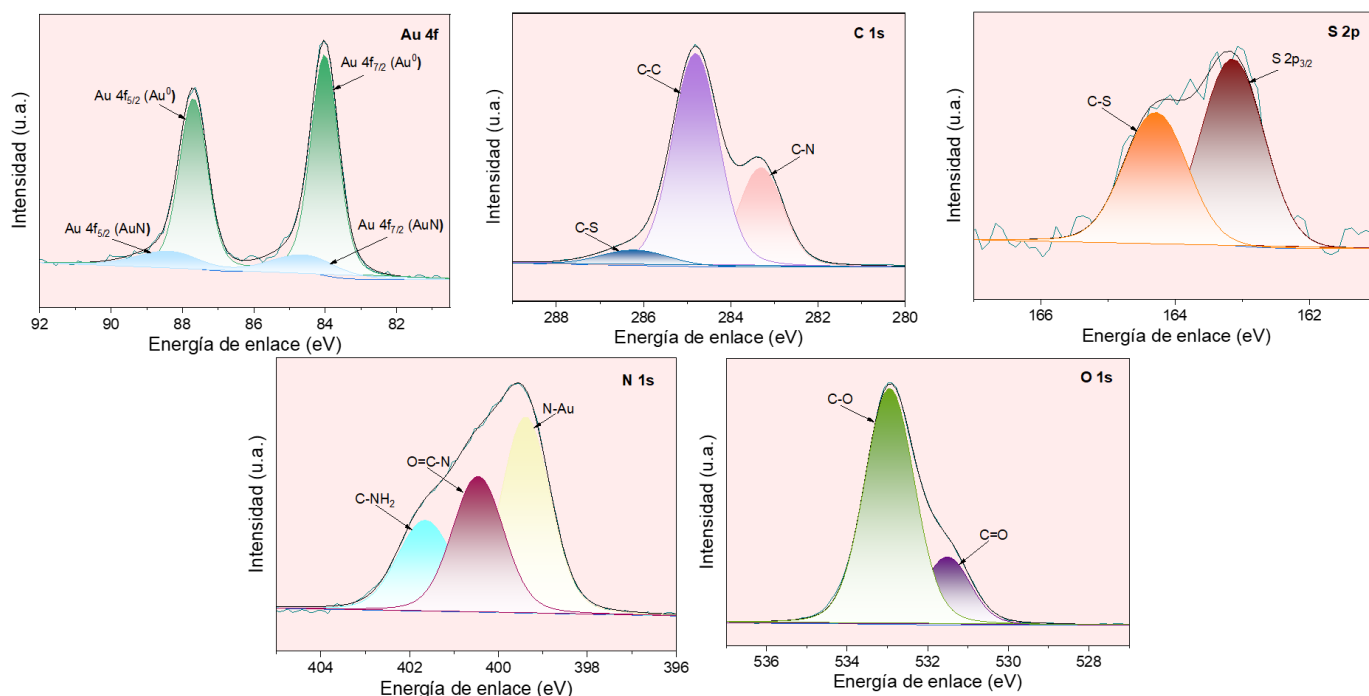 Au 4f
Au 4f7/2 (Au0)
Au 4f5/2 (Au0)
Au 4f5/2 (AuN)
Au 4f7/2 (AuN)
Intensidad (u.a.)
92 90 88 86 84 82
Energía de enlace (eV)
C 1s
C-C
C-N
C-S
Intensidad (u.a.)
288 286 284 282 280
Energía de enlace (eV)
S 2p
S 2p3/2
C-S
Intensidad (u.a.)
166 164 162
Energía de enlace (eV)
N 1s
N-Au
O=C-N
C-NH2
Intensidad (u.a.)
404 402 400 398 396
Energía de enlace (eV)
O 1s
C-O
C=O
Intensidad (u.a.)
536 534 532 530 528
Energía de enlace (eV)